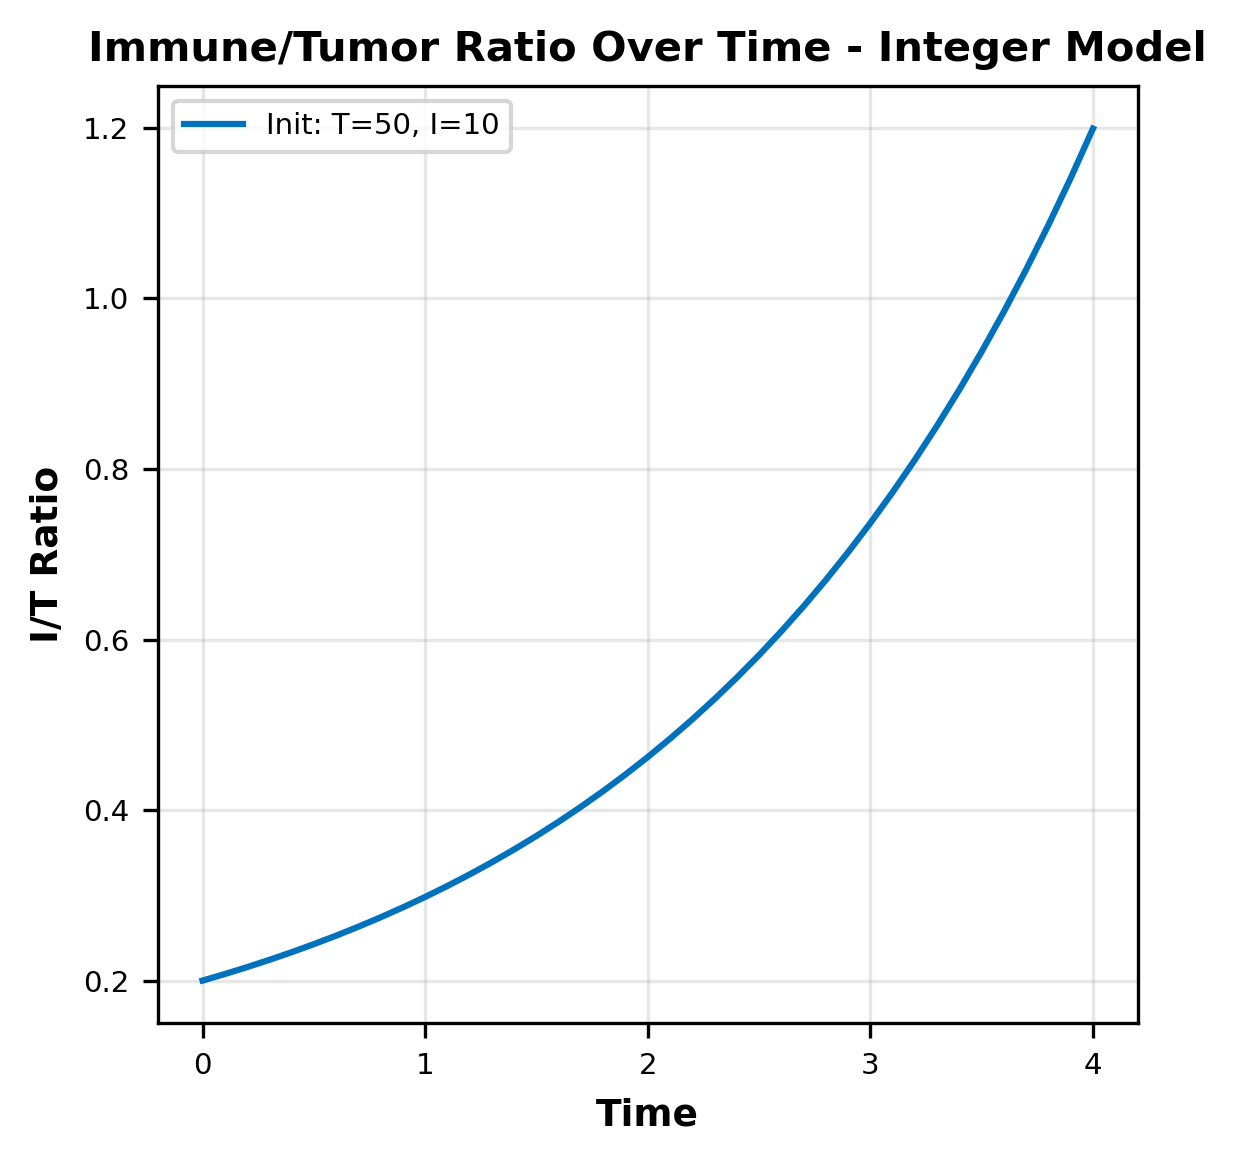 Immune/Tumor Ratio Over Time - Integer Model
Init: T=50, I=10
1.2
1.0
0.8
0.6
0.4
0.2
I/T Ratio
0 1 2 3 4
Time